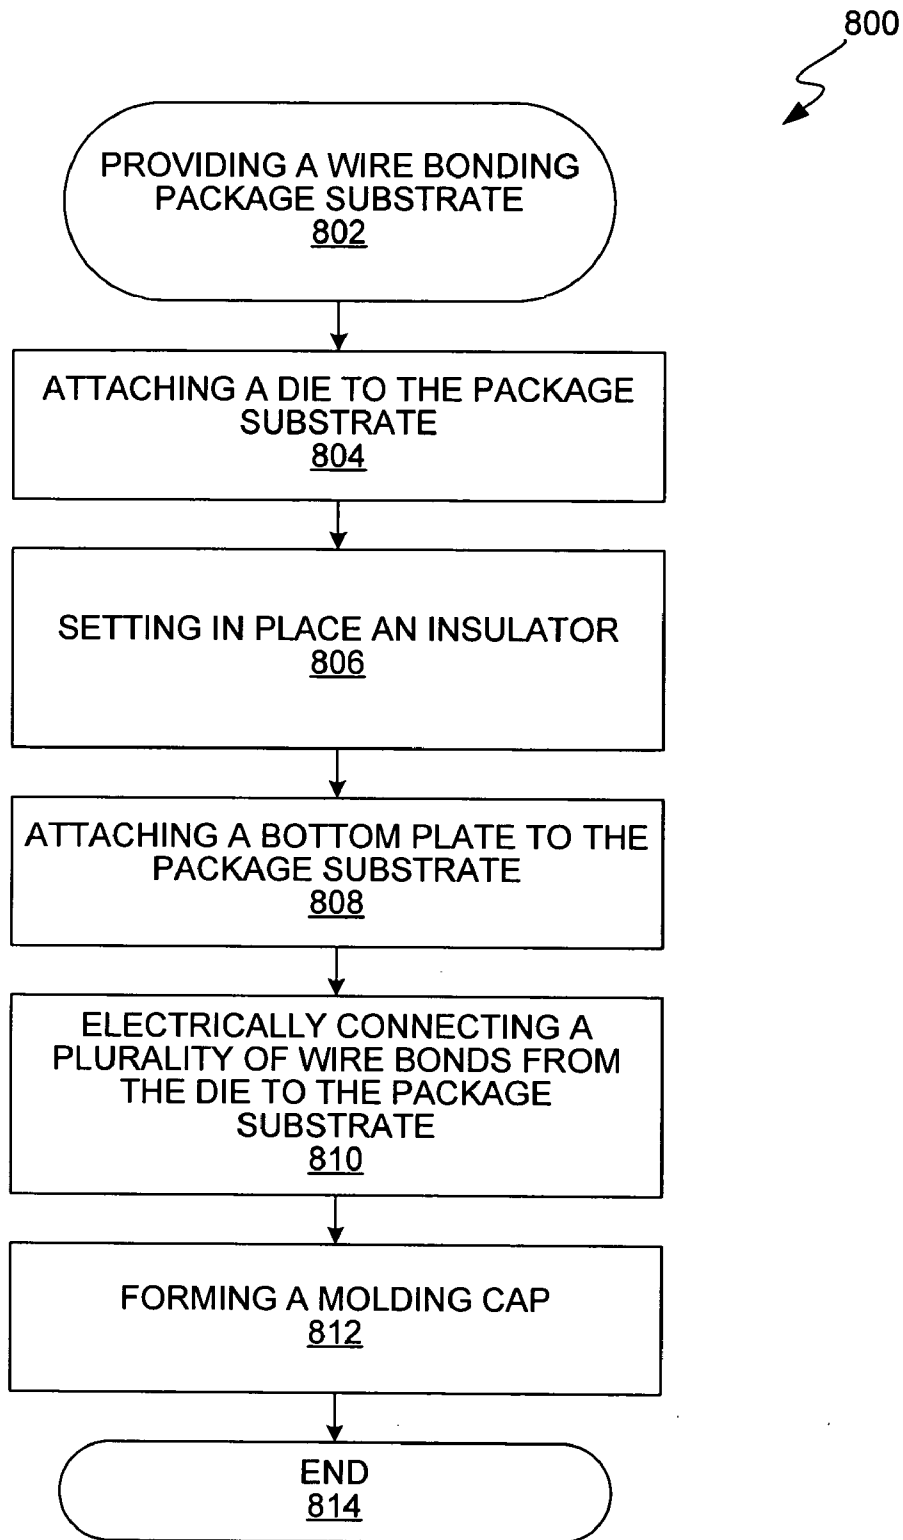 800
PROVIDING A WIRE BONDING
PACKAGE SUBSTRATE
802
ATTACHING A DIE TO THE PACKAGE
SUBSTRATE
804
SETTING IN PLACE AN INSULATOR
806
ATTACHING A BOTTOM PLATE TO THE
PACKAGE SUBSTRATE
808
ELECTRICALLY CONNECTING A
PLURALITY OF WIRE BONDS FROM
THE DIE TO THE PACKAGE
SUBSTRATE
810
FORMING A MOLDING CAP
812
END
814